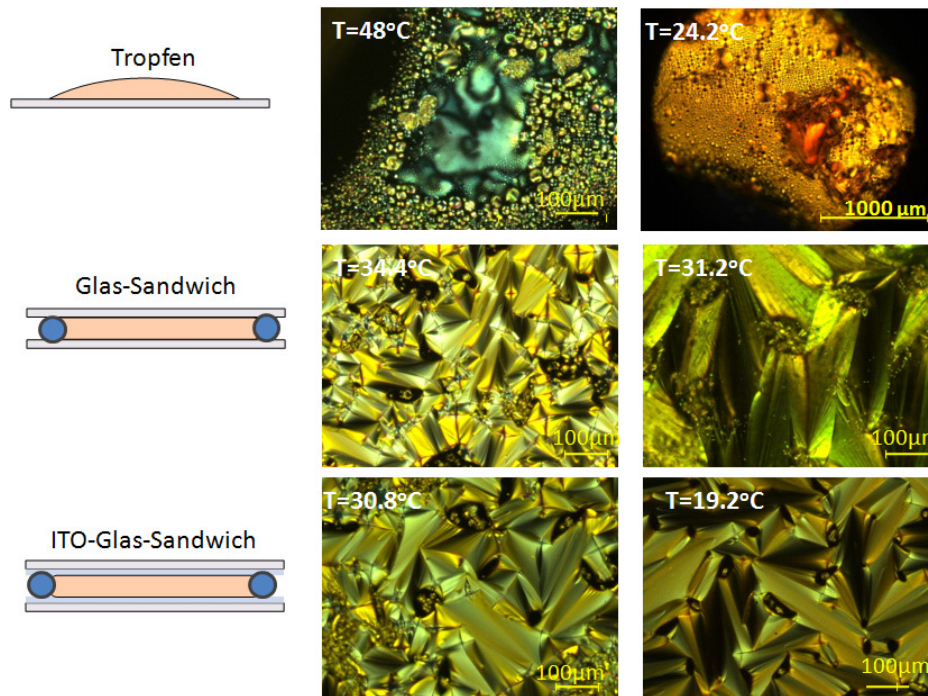 Tropfen
T=48°C
100µm
T=24.2°C
1000 µm
Glas-Sandwich
T=34.4°C
100µm
T=31.2°C
100µm
ITO-Glas-Sandwich
T=30.8°C
100µm
T=19.2°C
100µm